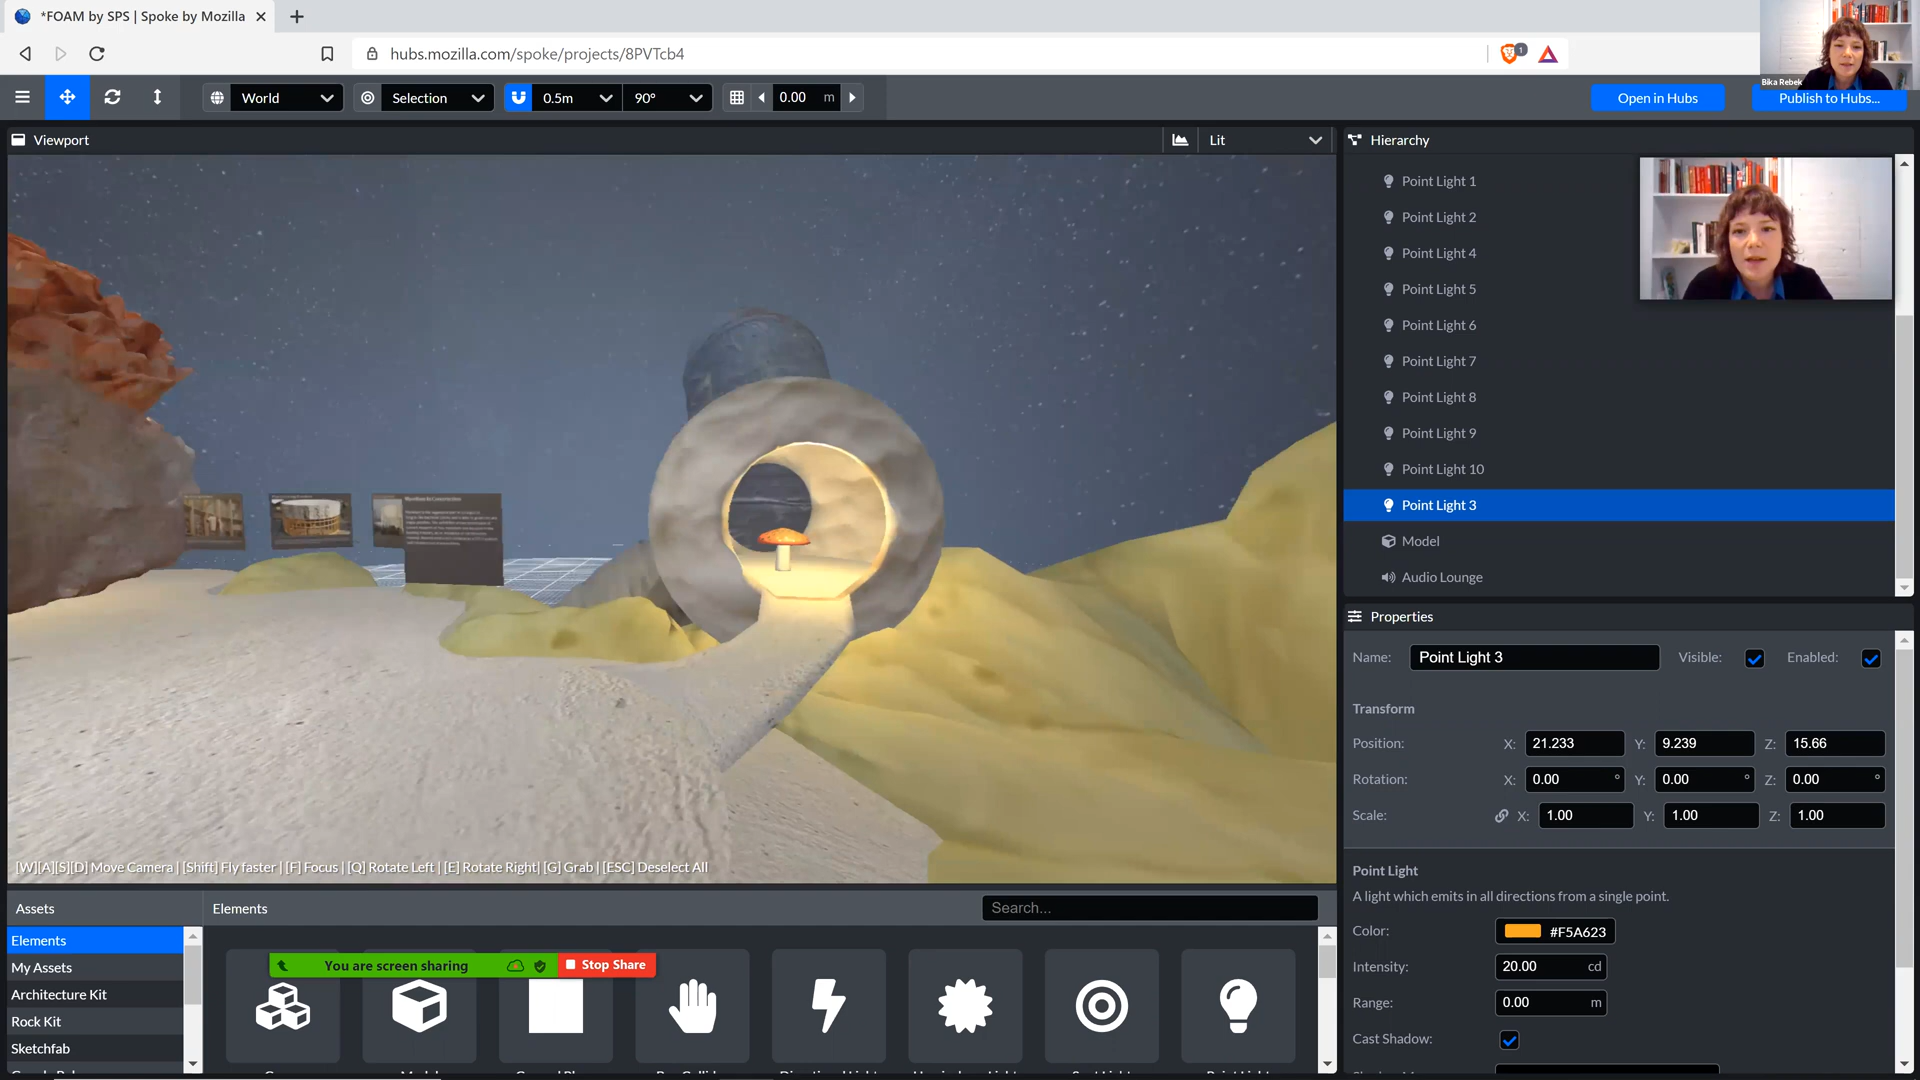 *FOAM by SPS | Spoke by Mozilla
hubs.mozilla.com/spoke/projects/8PVTcb4
1
Bika Rebek
World
Selection
0.5m
90°
0.00 m
Open in Hubs
Publish to Hubs...
Viewport
Lit
Hierarchy
Point Light 1
Point Light 2
Point Light 4
Point Light 5
Point Light 6
Point Light 7
Point Light 8
Point Light 9
Point Light 10
Point Light 3
Model
Audio Lounge
Properties
Name: Point Light 3 Visible: Enabled:
Transform
Position: X: 21.233 Y: 9.239 Z: 15.66
Rotation: X: 0.00 ° Y: 0.00 ° Z: 0.00 °
Scale: X: 1.00 Y: 1.00 Z: 1.00
Point Light
A light which emits in all directions from a single point.
Color: #F5A623
Intensity: 20.00 cd
Range: 0.00 m
Cast Shadow:
[W][A][S][D] Move Camera | [Shift] Fly faster | [F] Focus | [Q] Rotate Left | [E] Rotate Right| [G] Grab | [ESC] Deselect All
Assets
Elements
Search...
Elements
My Assets
Architecture Kit
Rock Kit
Sketchfab
You are screen sharing
Stop Share